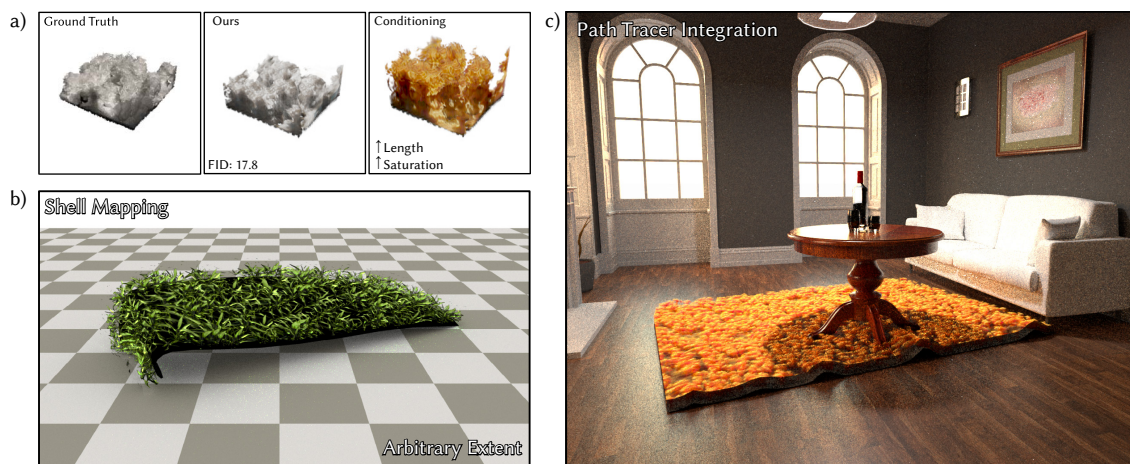 a)
Ground Truth
Ours
FID: 17.8
Conditioning
↑Length
↑Saturation
b)
Shell Mapping
Arbitrary Extent
c)
Path Tracer Integration